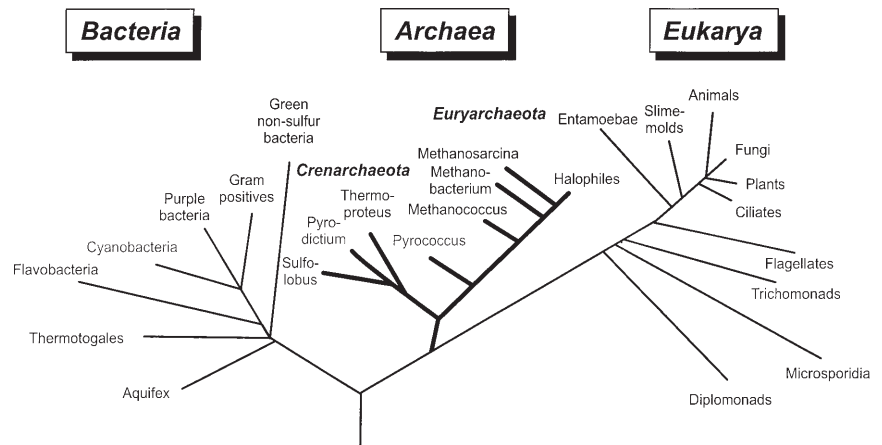 Bacteria
Archaea
Eukarya
Green
non-sulfur
bacteria
Gram
positives
Purple
bacteria
Cyanobacteria
Flavobacteria
Thermotogales
Aquifex
Crenarchaeota
Thermo-
proteus
Pyro-
dictium
Sulfo-
lobus
Euryarchaeota
Methanosarcina
Methano-
bacterium
Methanococcus
Pyrococcus
Halophiles
Entamoebae
Slime-
molds
Animals
Fungi
Plants
Ciliates
Flagellates
Trichomonads
Microsporidia
Diplomonads